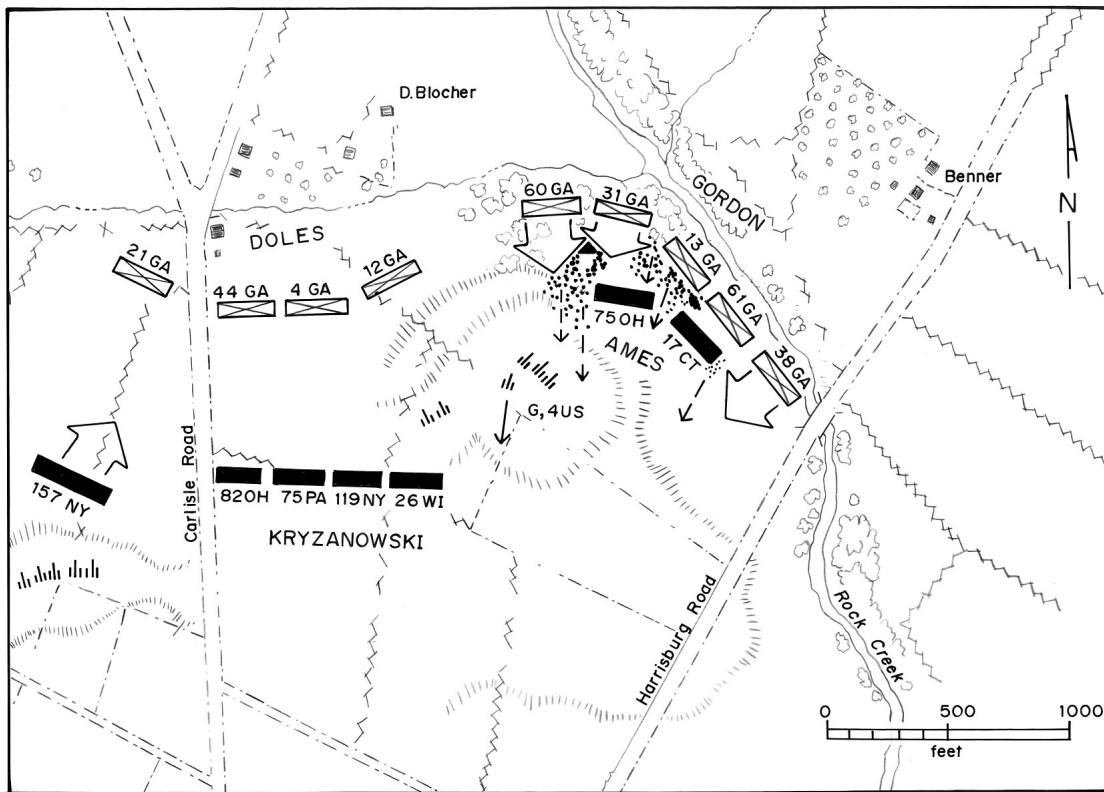 D. Blocher
Benner
60 GA
31 GA
GORDON
N
DOLES
21 GA
12 GA
13 GA
44 GA
4 GA
61 GA
75 OH
17 CT
AMES
38 GA
G, 4 US
Carlisle Road
157 NY
82 OH
75 PA
119 NY
26 WI
KRYZANOWSKI
Harrisburg Road
Rock Creek
0
500
1000
feet